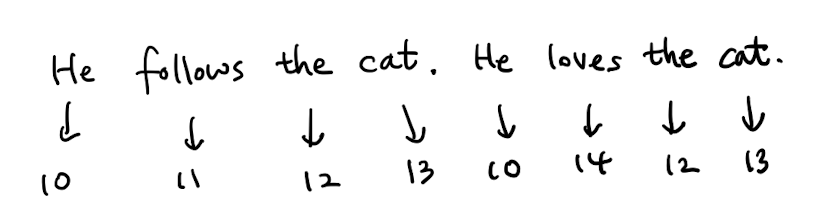 He follows the cat. He loves the cat.
↓ ↓ ↓ ↓ ↓ ↓ ↓ ↓
10 11 12 13 10 14 12 13